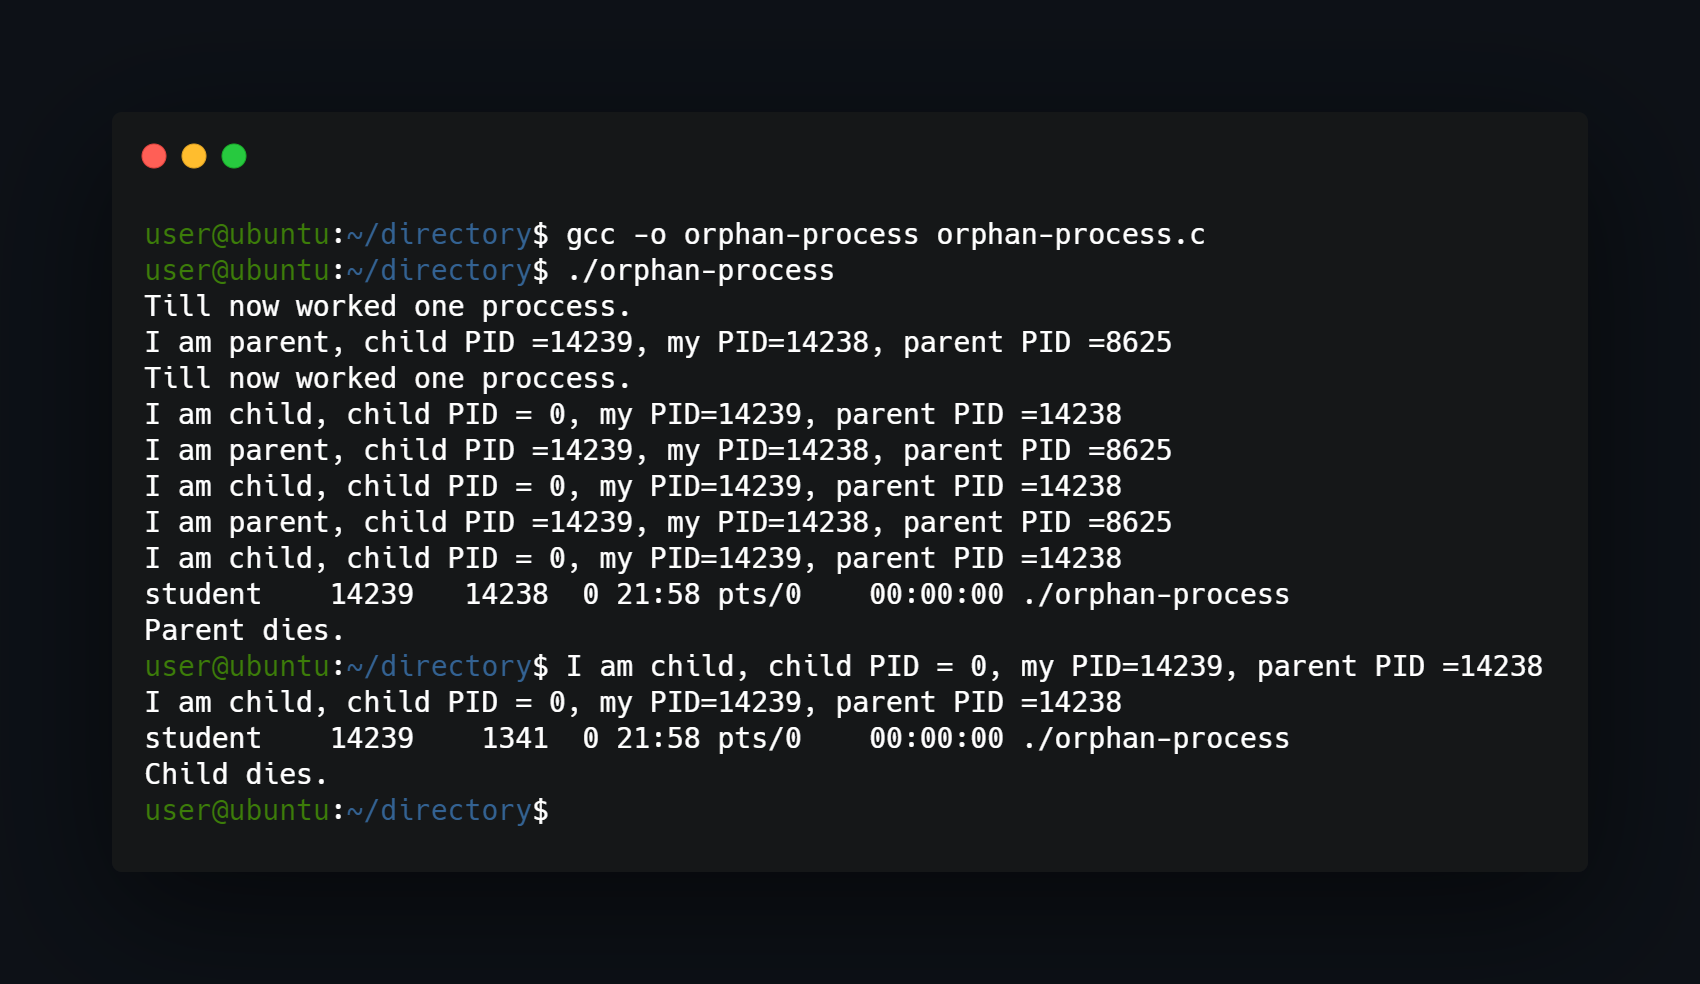 user@ubuntu:~/directory$ gcc -o orphan-process orphan-process.c
user@ubuntu:~/directory$ ./orphan-process
Till now worked one proccess.
I am parent, child PID =14239, my PID=14238, parent PID =8625
Till now worked one proccess.
I am child, child PID = 0, my PID=14239, parent PID =14238
I am parent, child PID =14239, my PID=14238, parent PID =8625
I am child, child PID = 0, my PID=14239, parent PID =14238
I am parent, child PID =14239, my PID=14238, parent PID =8625
I am child, child PID = 0, my PID=14239, parent PID =14238
student    14239   14238  0 21:58 pts/0    00:00:00 ./orphan-process
Parent dies.
user@ubuntu:~/directory$ I am child, child PID = 0, my PID=14239, parent PID =14238
I am child, child PID = 0, my PID=14239, parent PID =14238
student    14239    1341  0 21:58 pts/0    00:00:00 ./orphan-process
Child dies.
user@ubuntu:~/directory$